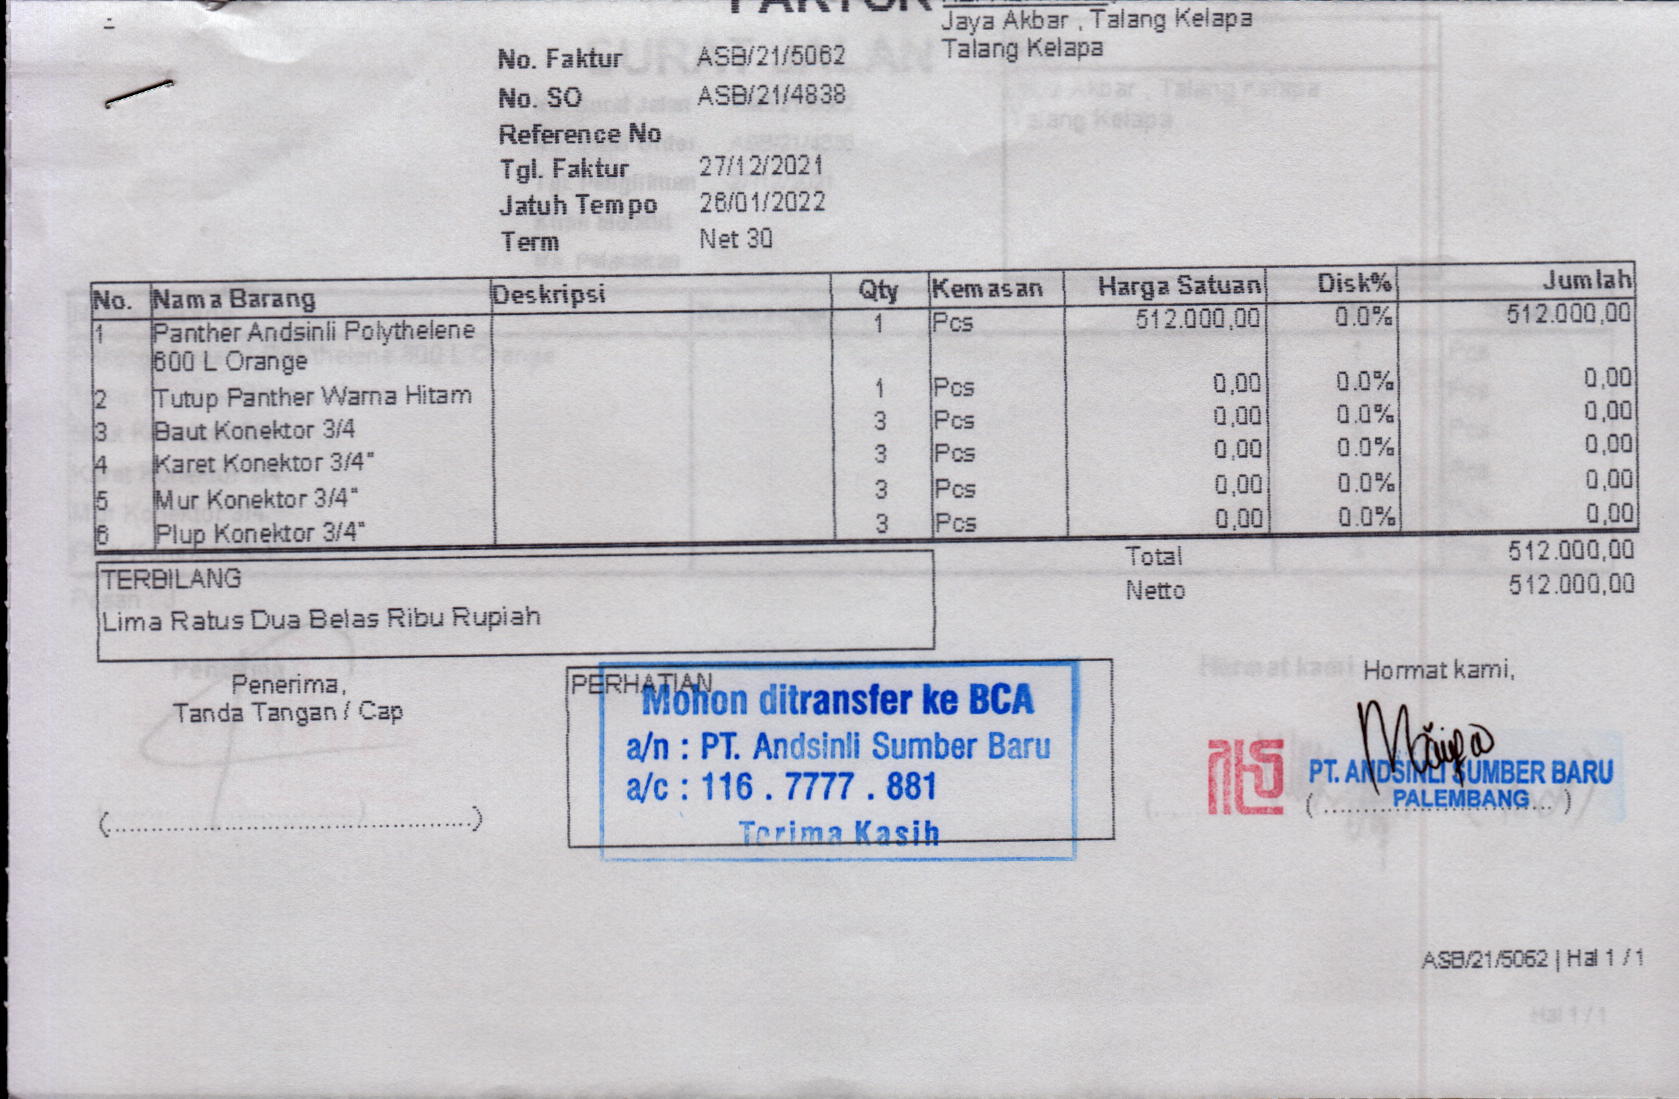 FAKTUR
Jaya Akbar , Talang Kelapa
Talang Kelapa
No. Faktur ASB/21/5062
No. SO ASB/21/4838
Reference No
Tgl. Faktur 27/12/2021
Jatuh Tempo 26/01/2022
Term Net 30
No. Nama Barang Deskripsi Qty Kemasan Harga Satuan Disk% Jumlah
1 Panther Andsinli Polythelene 1 Pcs 512.000,00 0.0% 512.000,00
600 L Orange
2 Tutup Panther Warna Hitam 1 Pcs 0,00 0.0% 0,00
3 Baut Konektor 3/4 3 Pcs 0,00 0.0% 0,00
4 Karet Konektor 3/4" 3 Pcs 0,00 0.0% 0,00
5 Mur Konektor 3/4" 3 Pcs 0,00 0.0% 0,00
6 Plup Konektor 3/4" 3 Pcs 0,00 0.0% 0,00
Total 512.000,00
Netto 512.000,00
TERBILANG
Lima Ratus Dua Belas Ribu Rupiah
Penerima,
Tanda Tangan / Cap
PERHATIAN
Mohon ditransfer ke BCA
a/n : PT. Andsinli Sumber Baru
a/c : 116 . 7777 . 881
Terima Kasih
Hormat kami,
PT. ANDSINLI SUMBER BARU
PALEMBANG
ASB/21/5062 | Hal 1 / 1